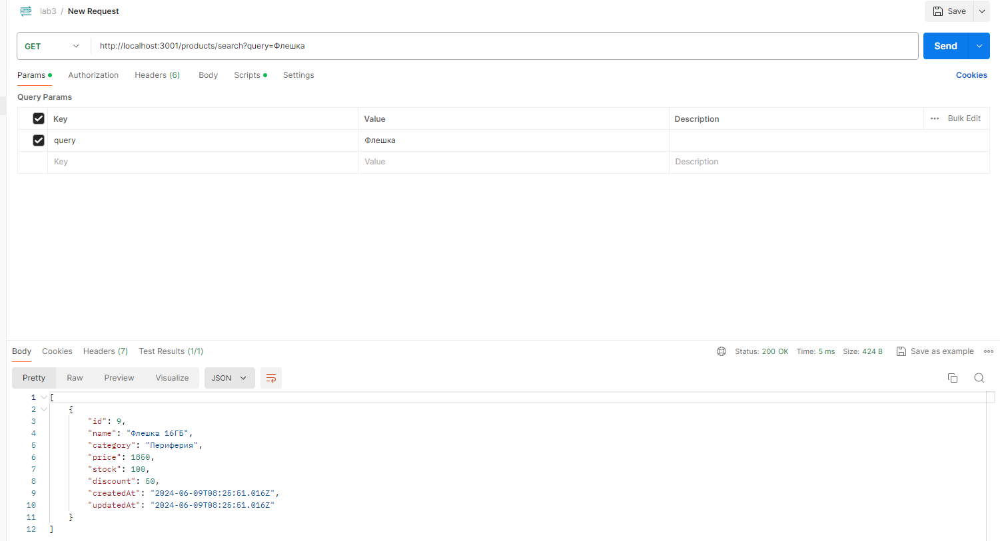 HTTP lab3 / New Request
Save
GET http://localhost:3001/products/search?query=Флешка
Send
Params Authorization Headers (6) Body Scripts Settings
Cookies
Query Params
Key Value Description ••• Bulk Edit
query Флешка
Key Value Description
Body Cookies Headers (7) Test Results (1/1)
Status: 200 OK Time: 5 ms Size: 424 B Save as example
Pretty Raw Preview Visualize JSON
1 [
2 {
3 "id": 9,
4 "name": "Флешка 16ГБ",
5 "category": "Периферия",
6 "price": 1850,
7 "stock": 100,
8 "discount": 50,
9 "createdAt": "2024-06-09T08:25:51.016Z",
10 "updatedAt": "2024-06-09T08:25:51.016Z"
11 }
12 ]